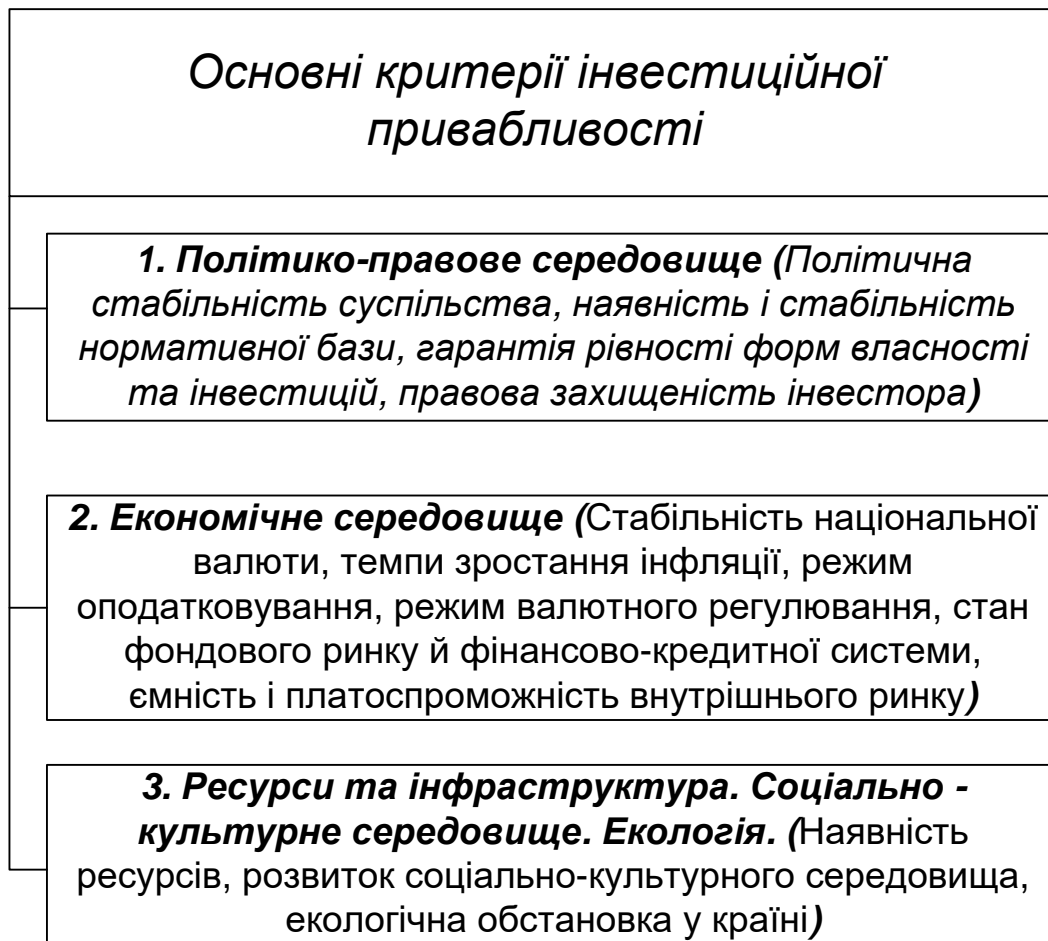 Основні критерії інвестиційної
привабливості
1. Політико-правове середовище (Політична
стабільність суспільства, наявність і стабільність
нормативної бази, гарантія рівності форм власності
та інвестицій, правова захищеність інвестора)
2. Економічне середовище (Стабільність національної
валюти, темпи зростання інфляції, режим
оподатковування, режим валютного регулювання, стан
фондового ринку й фінансово-кредитної системи,
ємність і платоспроможність внутрішнього ринку)
3. Ресурси та інфраструктура. Соціально -
культурне середовище. Екологія. (Наявність
ресурсів, розвиток соціально-культурного середовища,
екологічна обстановка у країні)